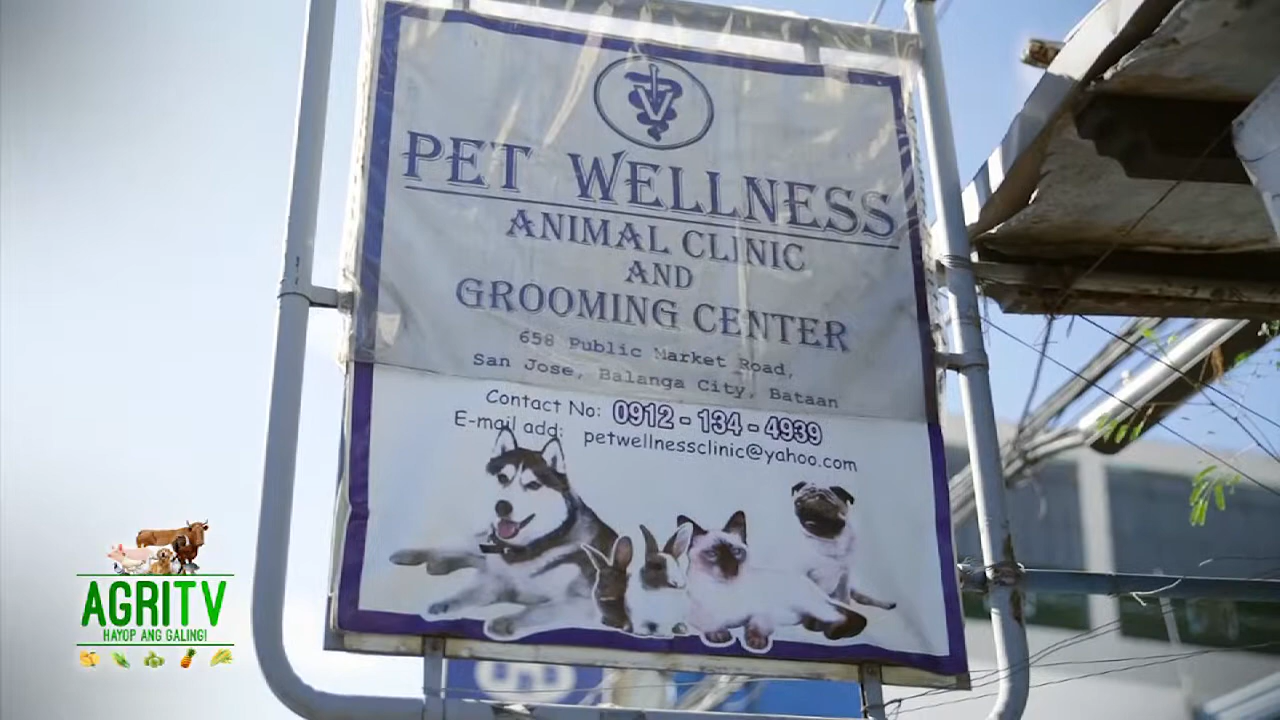 V
PET WELLNESS
ANIMAL CLINIC
AND
GROOMING CENTER
658 Public Market Road,
San Jose, Balanga City, Bataan
Contact No: 0912 - 134 - 4939
E-mail add: petwellnessclinic@yahoo.com
AGRITV
HAYOP ANG GALING!